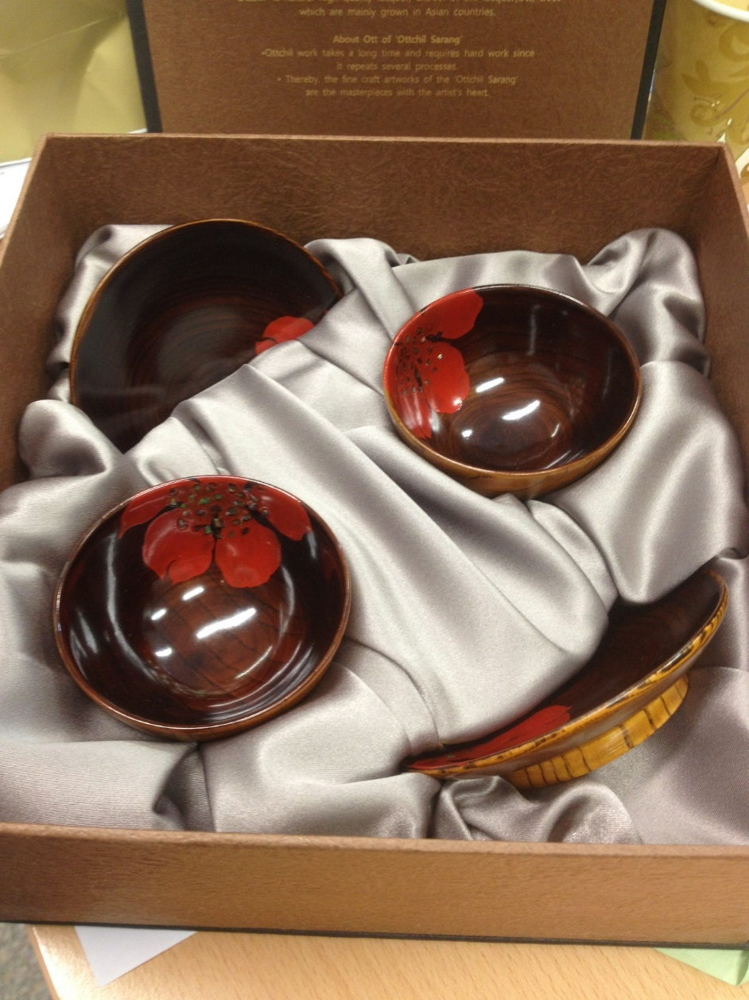 which are mainly grown in Asian countries.
About Ott of 'Ottchil Sarang'
•Ottchil work takes a long time and requires hard work since
it repeats several processes.
• Thereby, the fine craft artworks of the 'Ottchil Sarang'
are the masterpieces with the artist's heart.